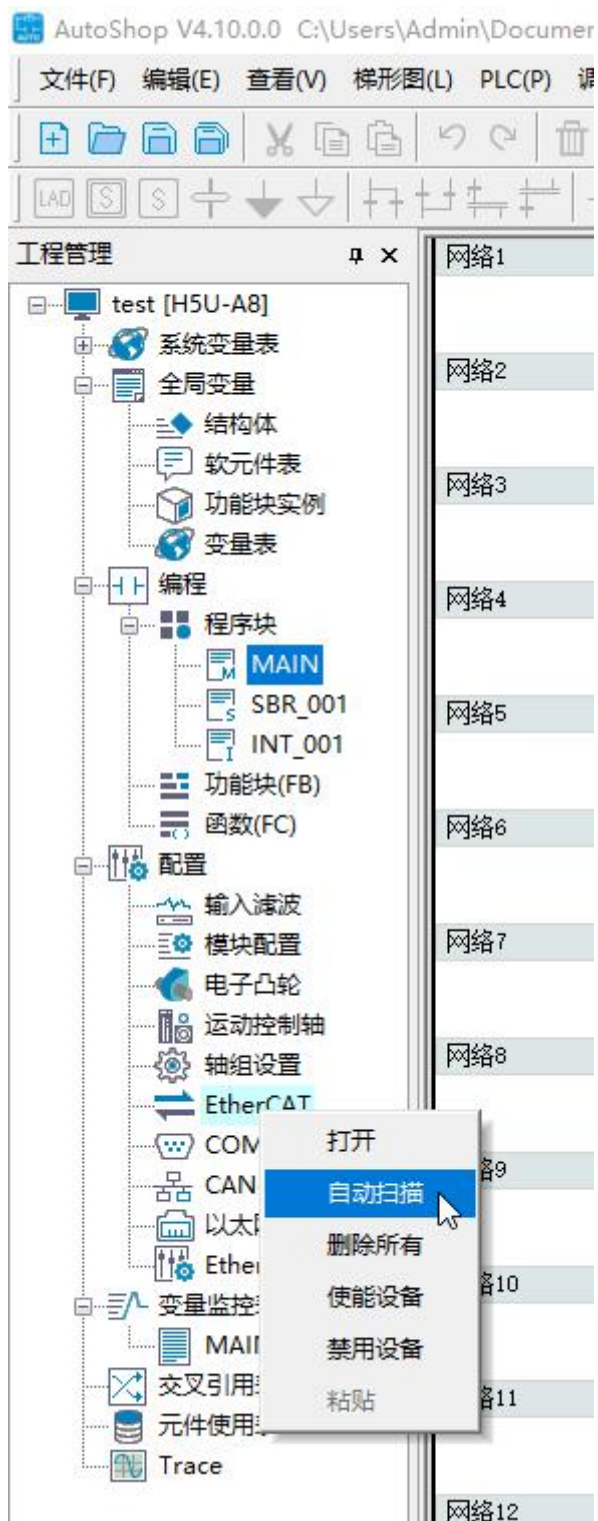 AutoShop V4.10.0.0 C:\Users\Admin\Documen
文件(F) 编辑(E) 查看(V) 梯形图(L) PLC(P) 调
LAD S S
工程管理
网络1
test [H5U-A8]
系统变量表
网络2
全局变量
结构体
软元件表
网络3
功能块实例
变量表
编程
网络4
程序块
MAIN
SBR_001
网络5
INT_001
功能块(FB)
函数(FC)
网络6
配置
输入滤波
模块配置
网络7
电子凸轮
运动控制轴
轴组设置
网络8
EtherCAT
COM
打开
CAN
自动扫描
络9
以太
删除所有
Ether
使能设备
络10
变量监控
MAI
禁用设备
交叉引用
粘贴
络11
元件使用
Trace
网络12